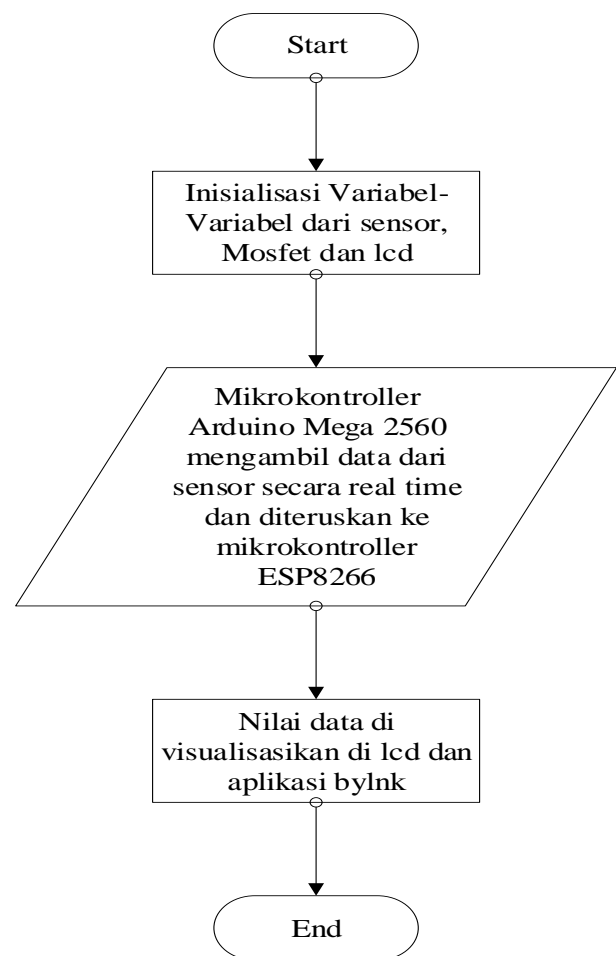 Start
Inisialisasi Variabel-
Variabel dari sensor,
Mosfet dan lcd
Mikrokontroller
Arduino Mega 2560
mengambil data dari
sensor secara real time
dan diteruskan ke
mikrokontroller
ESP8266
Nilai data di
visualisasikan di lcd dan
aplikasi bylnk
End